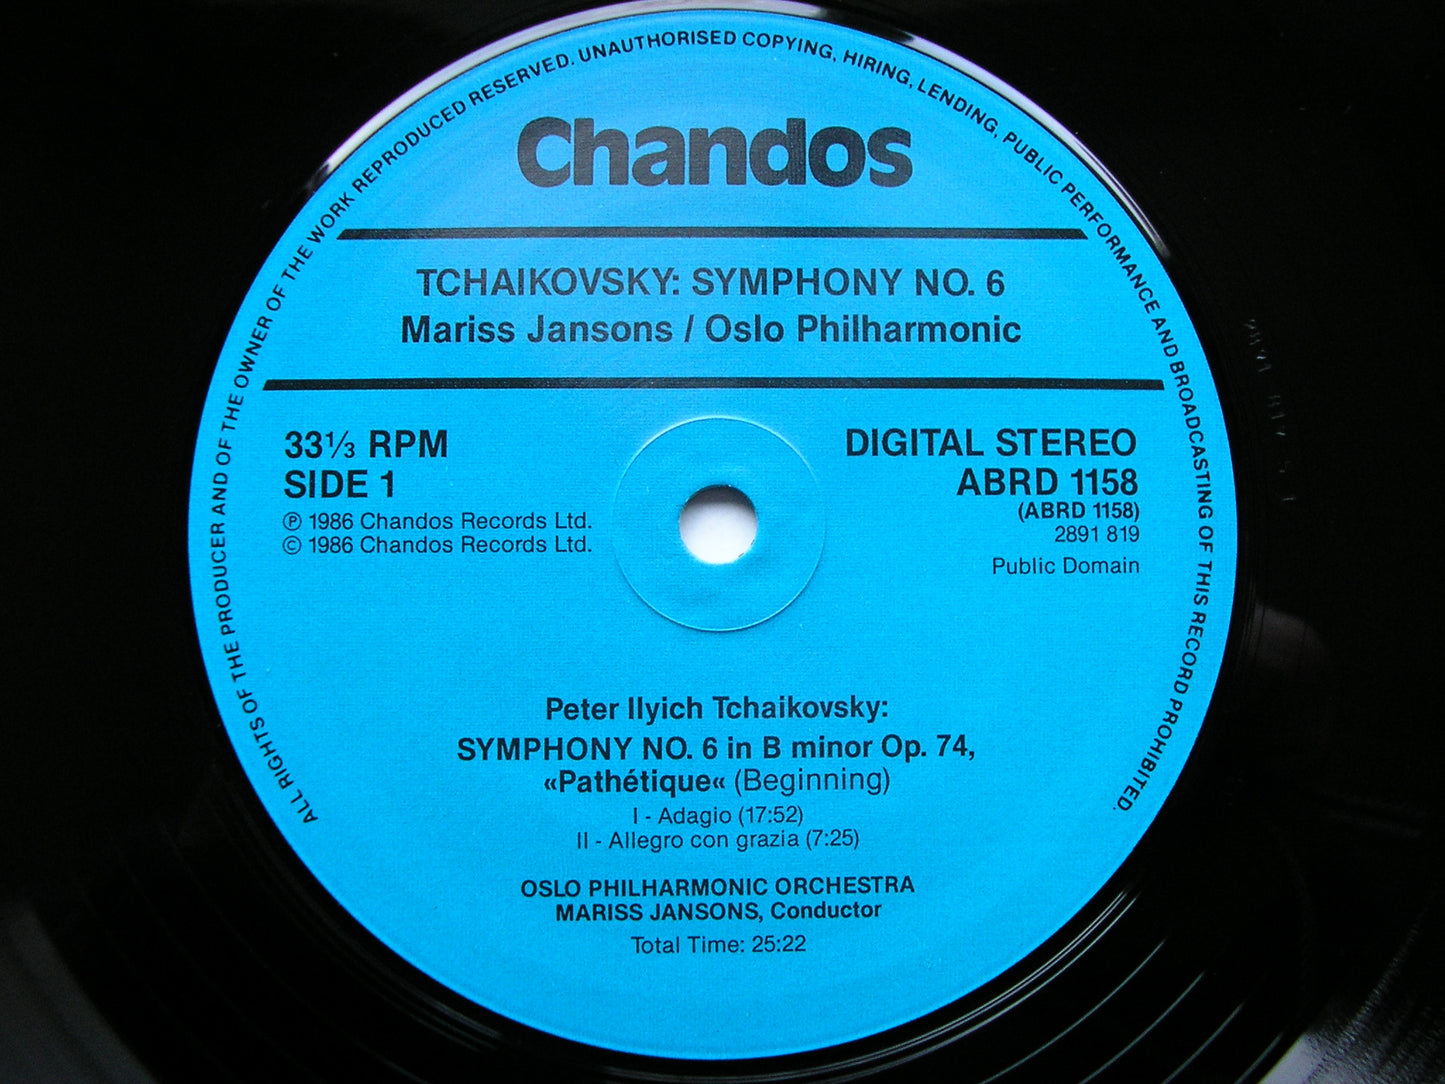 ALL RIGHTS OF THE PRODUCER AND OF THE OWNER OF THE WORK REPRODUCED RESERVED. UNAUTHORISED COPYING, HIRING, LENDING, PUBLIC PERFORMANCE AND BROADCASTING OF THIS RECORD PROHIBITED.
Chandos
TCHAIKOVSKY: SYMPHONY NO. 6
Mariss Jansons / Oslo Philharmonic
33⅓ RPM
SIDE 1
℗ 1986 Chandos Records Ltd.
© 1986 Chandos Records Ltd.
DIGITAL STEREO
ABRD 1158
(ABRD 1158)
2891 819
Public Domain
Peter Ilyich Tchaikovsky:
SYMPHONY NO. 6 in B minor Op. 74,
«Pathétique« (Beginning)
I - Adagio (17:52)
II - Allegro con grazia (7:25)
OSLO PHILHARMONIC ORCHESTRA
MARISS JANSONS, Conductor
Total Time: 25:22